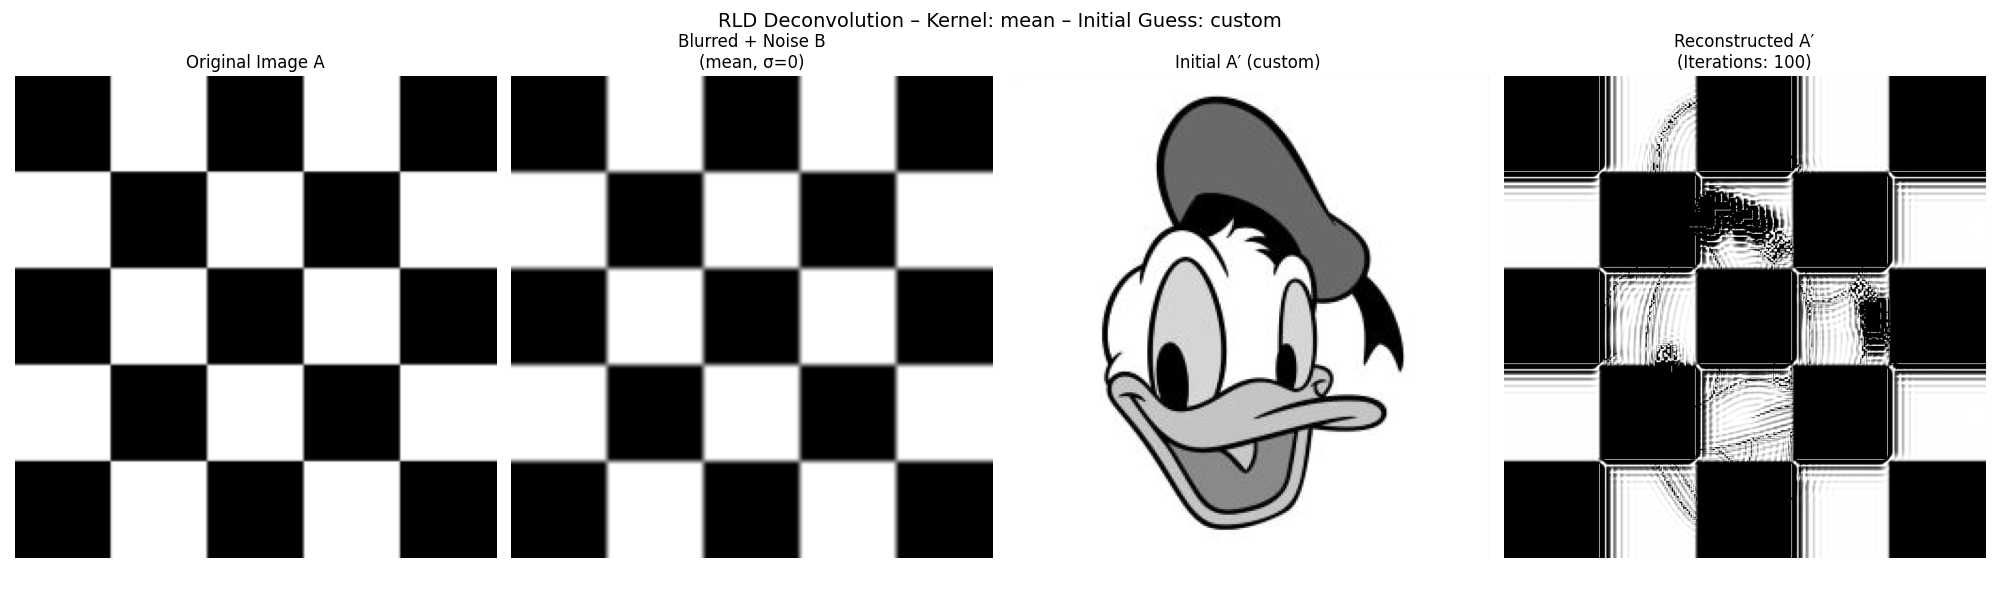 RLD Deconvolution – Kernel: mean – Initial Guess: custom
Original Image A
Blurred + Noise B
(mean, σ=0)
Initial A′ (custom)
Reconstructed A′
(Iterations: 100)